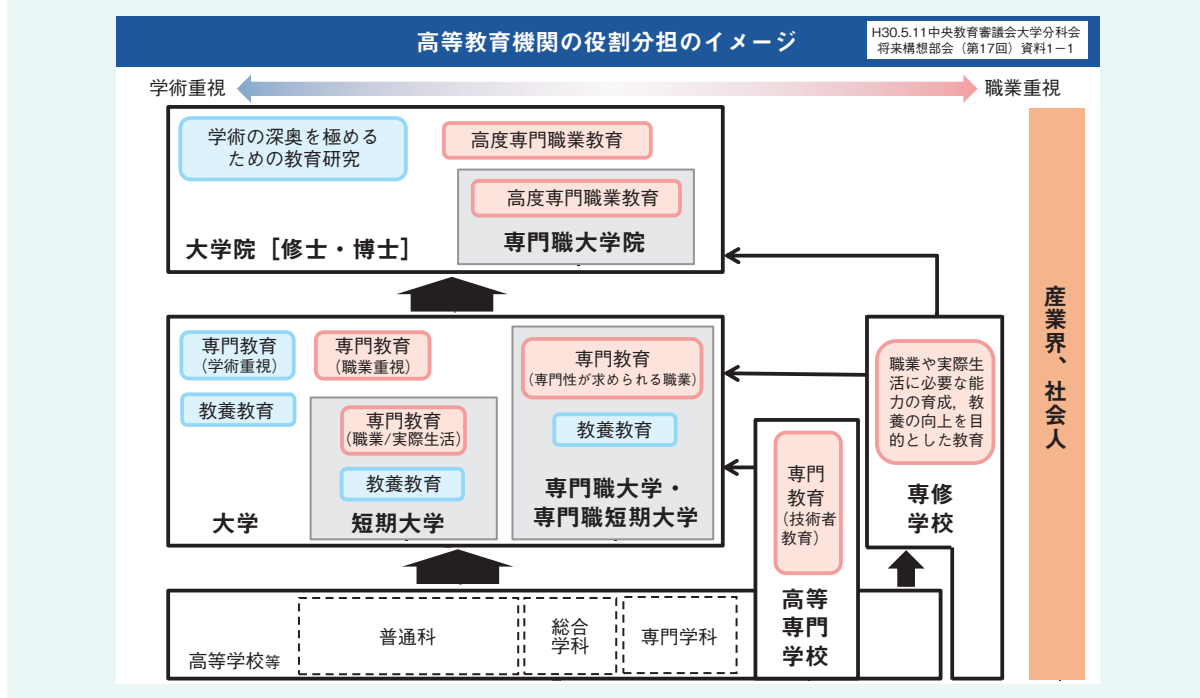 高等教育機関の役割分担のイメージ
H30.5.11中央教育審議会大学分科会
将来構想部会（第17回）資料1－1
学術重視
職業重視
学術の深奥を極める
ための教育研究
高度専門職業教育
高度専門職業教育
専門職大学院
大学院［修士・博士］
専門教育
（学術重視）
教養教育
大学
専門教育
（職業重視）
専門教育
（職業/実際生活）
教養教育
短期大学
専門教育
（専門性が求められる職業）
教養教育
専門職大学・
専門職短期大学
専門
教育
（技術者
教育）
高等
専門
学校
職業や実際生
活に必要な能
力の育成，教
養の向上を目
的とした教育
専修
学校
産業界、社会人
高等学校等
普通科
総合
学科
専門学科